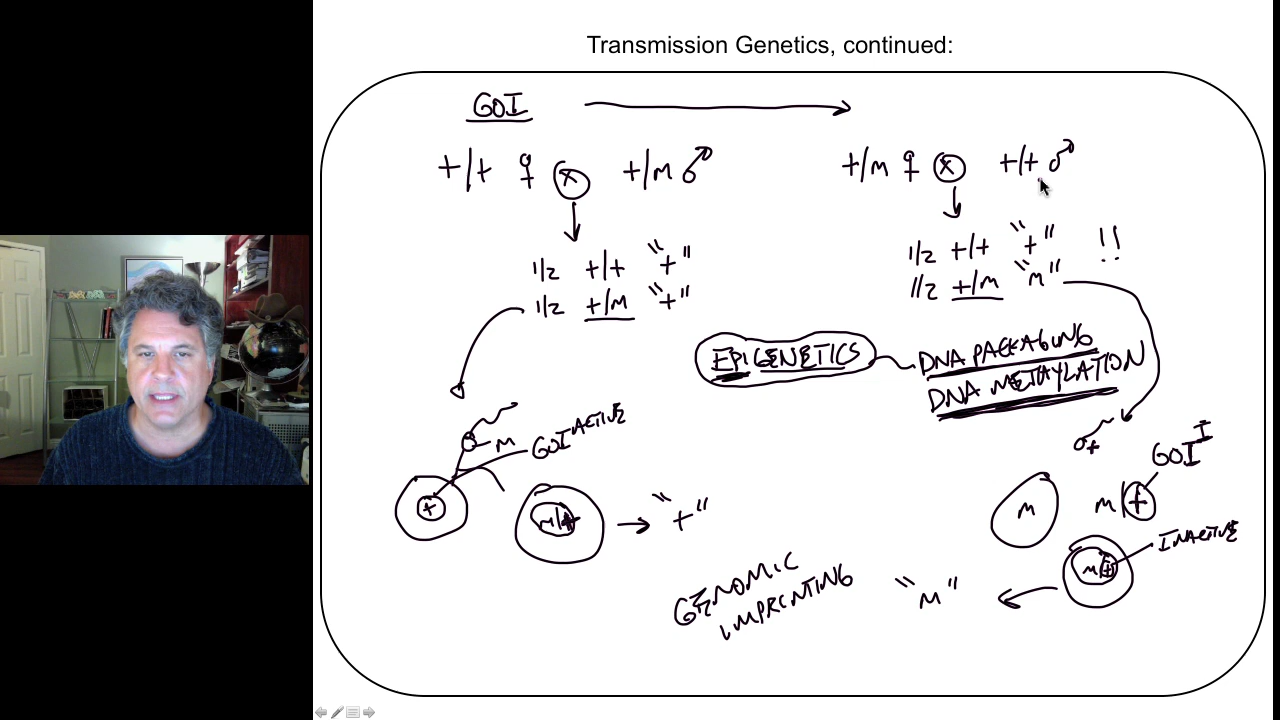 Transmission Genetics, continued:
GOI
+/+ ♀ ⊗ +/M ♂
+/M ♀ ⊗ +/+ ♂
1/2 +/+ "+"
1/2 +/M "+"
1/2 +/+ "+" !!
1/2 +/M "M"
EPIGENETICS
DNA PACKAGING
DNA METHYLATION
M
GOI ACTIVE
+
M/+ → "+"
+
GOI I
M
M/+
INACTIVE
M/+
"M"
GENOMIC
IMPRINTING